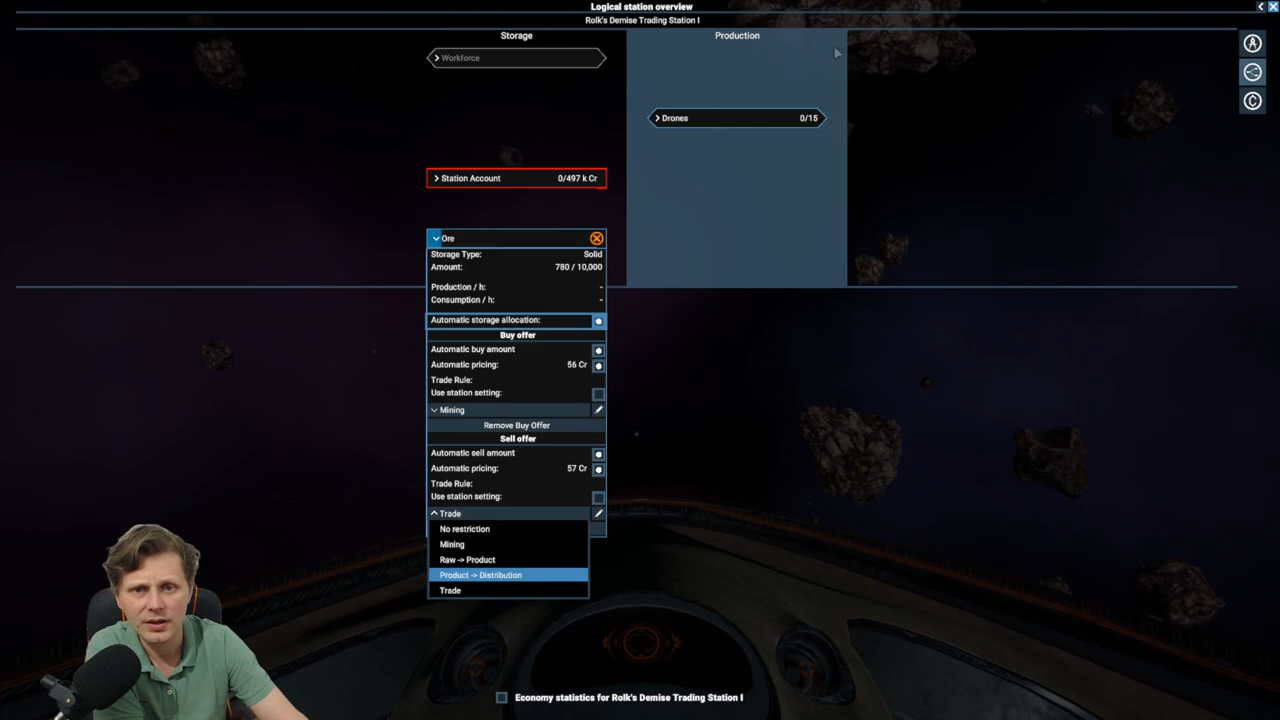 Logical station overview
Rolk's Demise Trading Station I
Storage
Production
Workforce
Drones 0/15
Station Account 0/497 k Cr
Ore
Storage Type: Solid
Amount: 780 / 10,000
Production / h: -
Consumption / h: -
Automatic storage allocation:
Buy offer
Automatic buy amount
Automatic pricing: 56 Cr
Trade Rule:
Use station setting:
Mining
Remove Buy Offer
Sell offer
Automatic sell amount
Automatic pricing: 57 Cr
Trade Rule:
Use station setting:
Trade
No restriction
Mining
Raw -> Product
Product -> Distribution
Trade
Economy statistics for Rolk's Demise Trading Station I